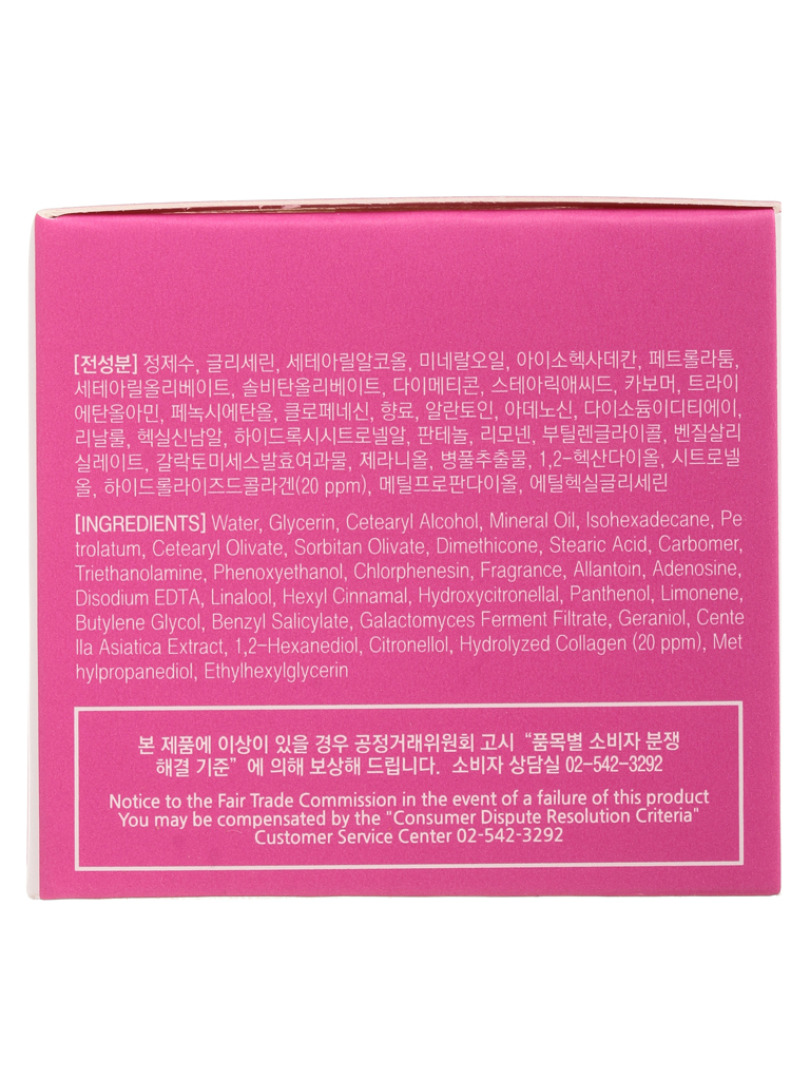 [전성분] 정제수, 글리세린, 세테아릴알코올, 미네랄오일, 아이소헥사데칸, 페트롤라툼,
세테아릴올리베이트, 솔비탄올리베이트, 다이메티콘, 스테아릭애씨드, 카보머, 트라이
에탄올아민, 페녹시에탄올, 클로페네신, 향료, 알란토인, 아데노신, 다이소듐이디티에이,
리날룰, 헥실신남알, 하이드록시시트로넬알, 판테놀, 리모넨, 부틸렌글라이콜, 벤질살리
실레이트, 갈락토미세스발효여과물, 제라니올, 병풀추출물, 1,2-헥산다이올, 시트로넬
올, 하이드롤라이즈드콜라겐(20 ppm), 메틸프로판다이올, 에틸헥실글리세린
[INGREDIENTS] Water, Glycerin, Cetearyl Alcohol, Mineral Oil, Isohexadecane, Pe
trolatum, Cetearyl Olivate, Sorbitan Olivate, Dimethicone, Stearic Acid, Carbomer,
Triethanolamine, Phenoxyethanol, Chlorphenesin, Fragrance, Allantoin, Adenosine,
Disodium EDTA, Linalool, Hexyl Cinnamal, Hydroxycitronellal, Panthenol, Limonene,
Butylene Glycol, Benzyl Salicylate, Galactomyces Ferment Filtrate, Geraniol, Cente
lla Asiatica Extract, 1,2-Hexanediol, Citronellol, Hydrolyzed Collagen (20 ppm), Met
hylpropanediol, Ethylhexylglycerin
본 제품에 이상이 있을 경우 공정거래위원회 고시 “품목별 소비자 분쟁
해결 기준” 에 의해 보상해 드립니다. 소비자 상담실 02-542-3292
Notice to the Fair Trade Commission in the event of a failure of this product
You may be compensated by the "Consumer Dispute Resolution Criteria"
Customer Service Center 02-542-3292